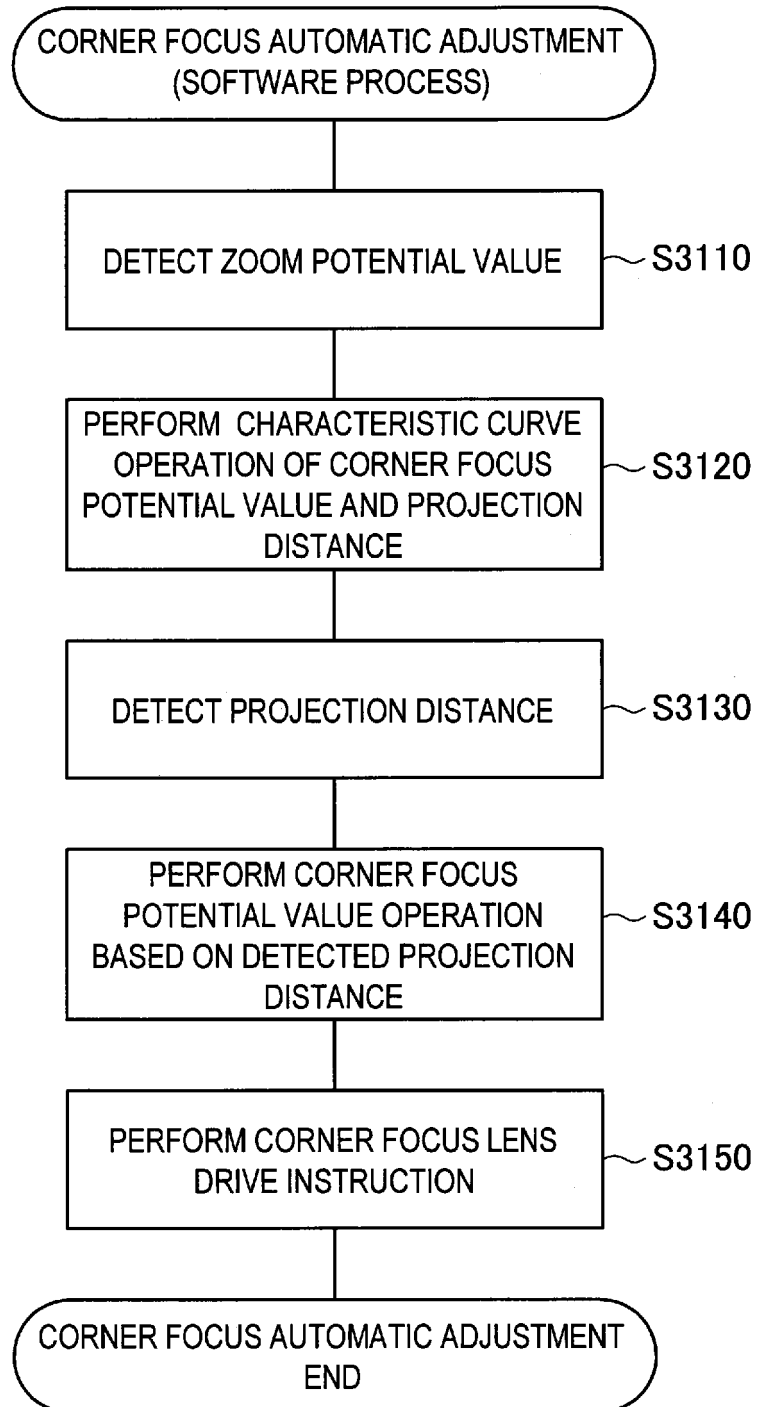 CORNER FOCUS AUTOMATIC ADJUSTMENT
(SOFTWARE PROCESS)
DETECT ZOOM POTENTIAL VALUE
S3110
PERFORM CHARACTERISTIC CURVE
OPERATION OF CORNER FOCUS
POTENTIAL VALUE AND PROJECTION
DISTANCE
S3120
DETECT PROJECTION DISTANCE
S3130
PERFORM CORNER FOCUS
POTENTIAL VALUE OPERATION
BASED ON DETECTED PROJECTION
DISTANCE
S3140
PERFORM CORNER FOCUS LENS
DRIVE INSTRUCTION
S3150
CORNER FOCUS AUTOMATIC ADJUSTMENT
END